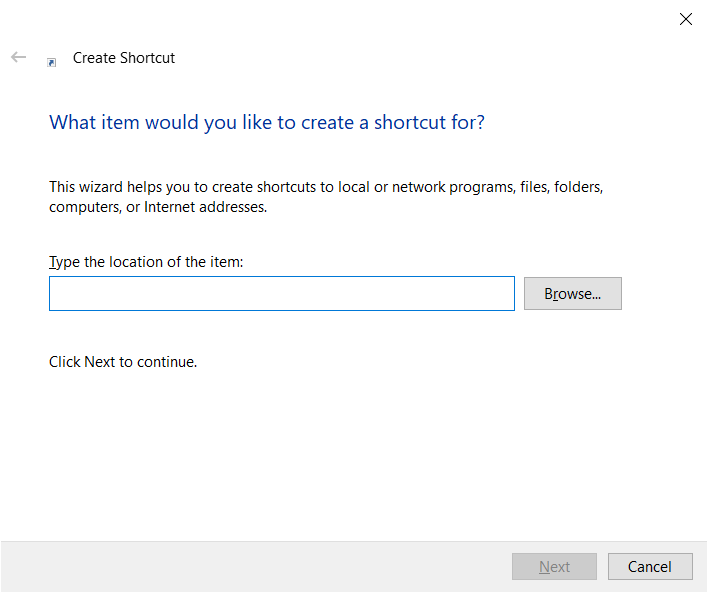 Create Shortcut
What item would you like to create a shortcut for?
This wizard helps you to create shortcuts to local or network programs, files, folders,
computers, or Internet addresses.
Type the location of the item:
Browse...
Click Next to continue.
Next
Cancel